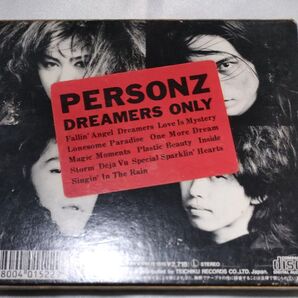 PERSONZ
DREAMERS ONLY
Fallin' Angel Dreamers Love Is Mystery
Lonesome Paradise One More Dream
Magic Moments Plastic Beauty Inside
Storm Deja Vu Special Sparklin' Hearts
Singin' In The Rain
STEREO
by TEICHIKU RECORDS CO.,LTD. Japan.